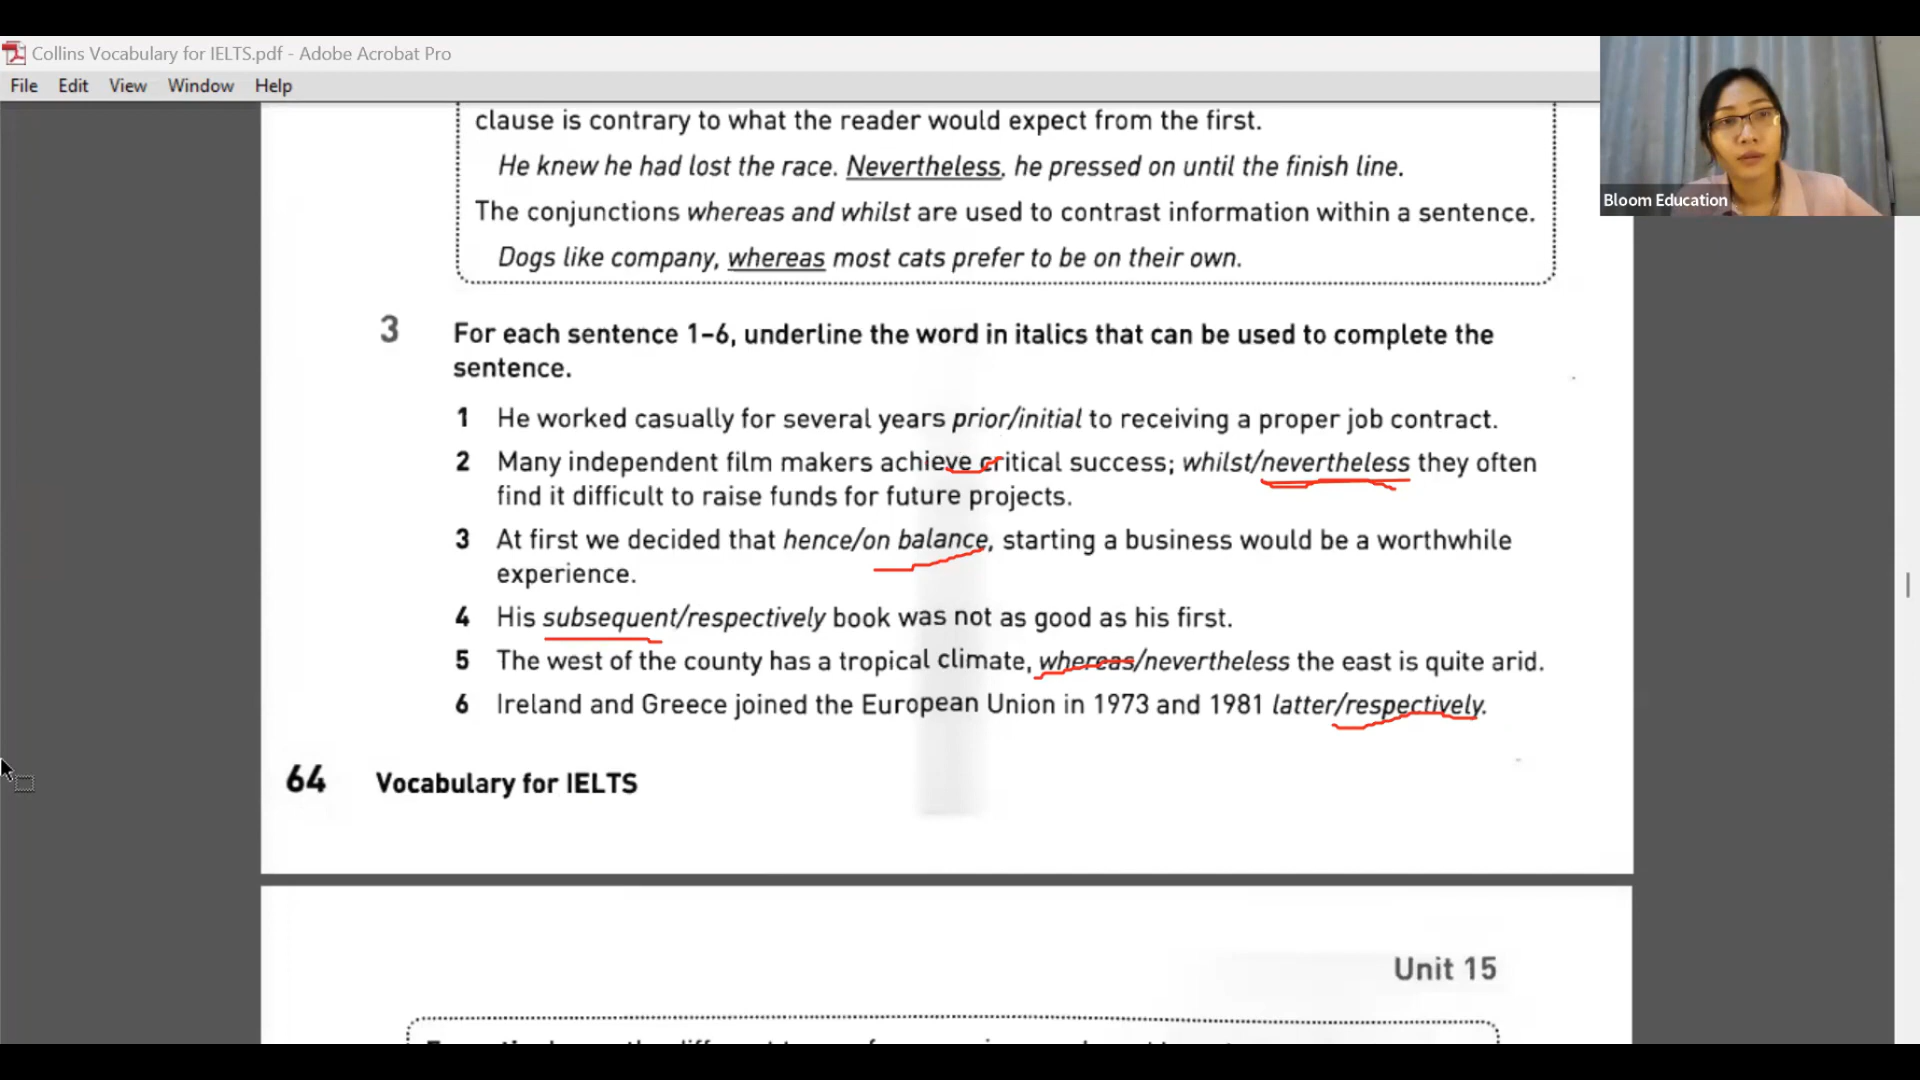 Collins Vocabulary for IELTS.pdf - Adobe Acrobat Pro
File Edit View Window Help
clause is contrary to what the reader would expect from the first.
He knew he had lost the race. Nevertheless, he pressed on until the finish line.
The conjunctions whereas and whilst are used to contrast information within a sentence.
Dogs like company, whereas most cats prefer to be on their own.
Bloom Education
3 For each sentence 1–6, underline the word in italics that can be used to complete the
sentence.
1 He worked casually for several years prior/initial to receiving a proper job contract.
2 Many independent film makers achieve critical success; whilst/nevertheless they often
find it difficult to raise funds for future projects.
3 At first we decided that hence/on balance, starting a business would be a worthwhile
experience.
4 His subsequent/respectively book was not as good as his first.
5 The west of the county has a tropical climate, whereas/nevertheless the east is quite arid.
6 Ireland and Greece joined the European Union in 1973 and 1981 latter/respectively.
64 Vocabulary for IELTS
Unit 15